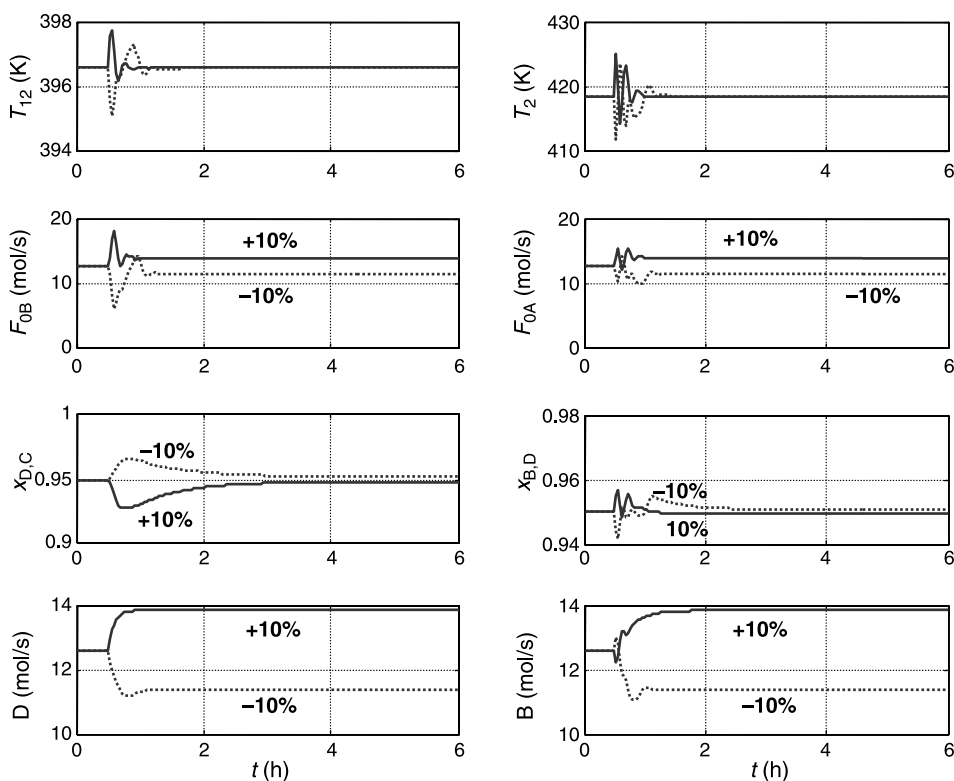 398
396
394
T12 (K)
0 2 4 6
430
420
410
T2 (K)
0 2 4 6
20
10
0
F0B (mol/s)
+10%
−10%
0 2 4 6
20
10
0
F0A (mol/s)
+10%
−10%
0 2 4 6
1
0.95
0.9
xD,C
−10%
+10%
0 2 4 6
0.98
0.96
0.94
xB,D
−10%
10%
0 2 4 6
14
12
10
D (mol/s)
+10%
−10%
0 2 4 6
t (h)
14
12
10
B (mol/s)
+10%
−10%
0 2 4 6
t (h)